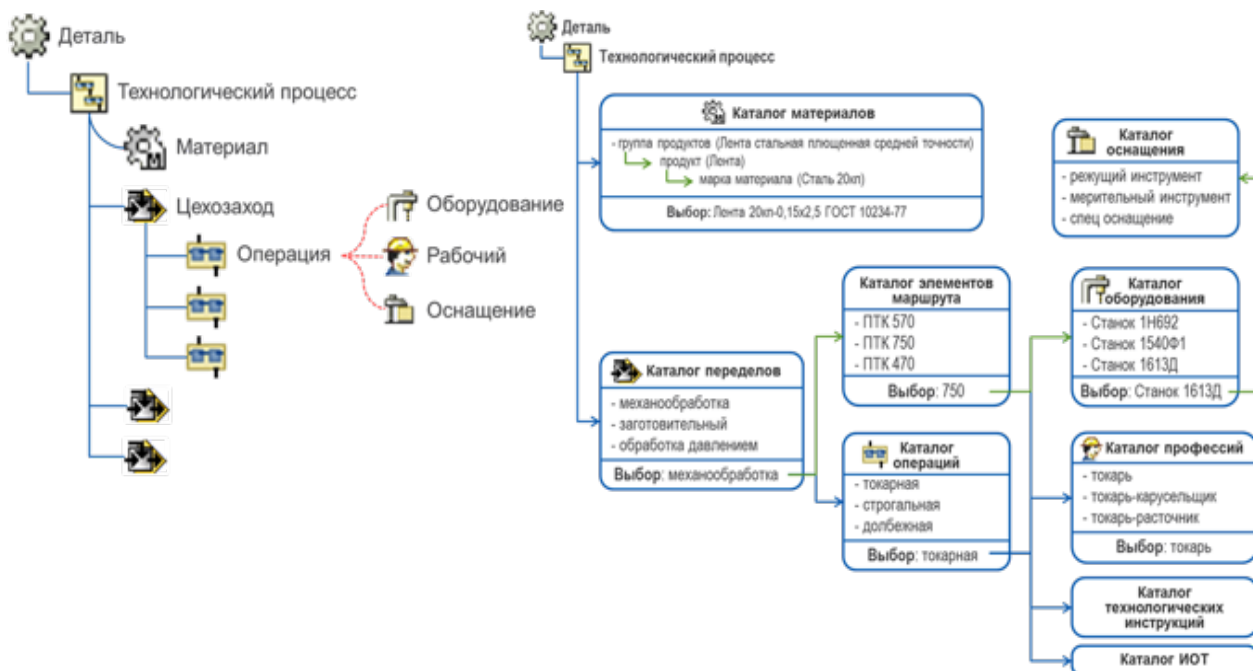 Деталь
Технологический процесс
Материал
Цехозаход
Операция
Оборудование
Рабочий
Оснащение
Деталь
Технологический процесс
Каталог материалов
- группа продуктов (Лента стальная плющенная средней точности)
продукт (Лента)
марка материала (Сталь 20кп)
Выбор: Лента 20кп-0,15х2,5 ГОСТ 10234-77
Каталог
оснащения
- режущий инструмент
- мерительный инструмент
- спец оснащение
Каталог переделов
- механообработка
- заготовительный
- обработка давлением
Выбор: механообработка
Каталог элементов
маршрута
- ПТК 570
- ПТК 750
- ПТК 470
Выбор: 750
Каталог
оборудования
- Станок 1Н692
- Станок 1540Ф1
- Станок 1613Д
Выбор: Станок 1613Д
Каталог
операций
- токарная
- строгальная
- долбежная
Выбор: токарная
Каталог профессий
- токарь
- токарь-карусельщик
- токарь-расточник
Выбор: токарь
Каталог
технологических
инструкций
Каталог ИОТ